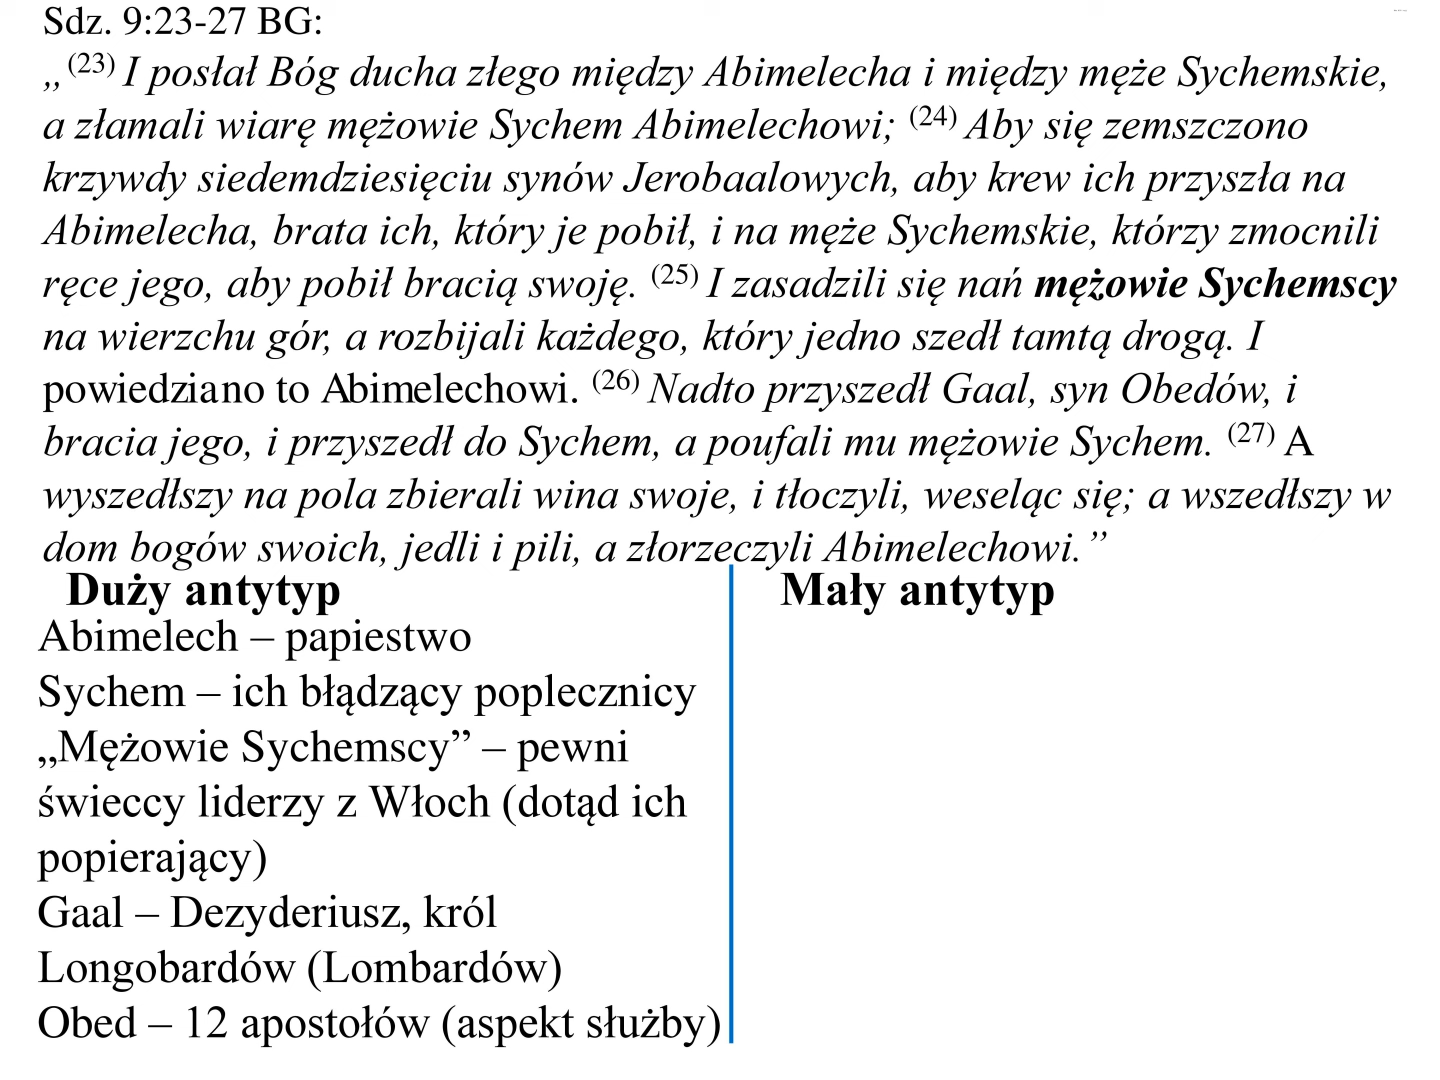 Sdz. 9:23-27 BG:
„(23) I posłał Bóg ducha złego między Abimelecha i między męże Sychemskie,
a złamali wiarę mężowie Sychem Abimelechowi; (24) Aby się zemszczono
krzywdy siedemdziesięciu synów Jerobaalowych, aby krew ich przyszła na
Abimelecha, brata ich, który je pobił, i na męże Sychemskie, którzy zmocnili
ręce jego, aby pobił bracią swoję. (25) I zasadzili się nań mężowie Sychemscy
na wierzchu gór, a rozbijali każdego, który jedno szedł tamtą drogą. I
powiedziano to Abimelechowi. (26) Nadto przyszedł Gaal, syn Obedów, i
bracia jego, i przyszedł do Sychem, a poufali mu mężowie Sychem. (27) A
wyszedłszy na pola zbierali wina swoje, i tłoczyli, weseląc się; a wszedłszy w
dom bogów swoich, jedli i pili, a złorzeczyli Abimelechowi.”
Duży antytyp
Abimelech – papiestwo
Sychem – ich błądzący poplecznicy
„Mężowie Sychemscy” – pewni
świeccy liderzy z Włoch (dotąd ich
popierający)
Gaal – Dezyderiusz, król
Longobardów (Lombardów)
Obed – 12 apostołów (aspekt służby)
Mały antytyp